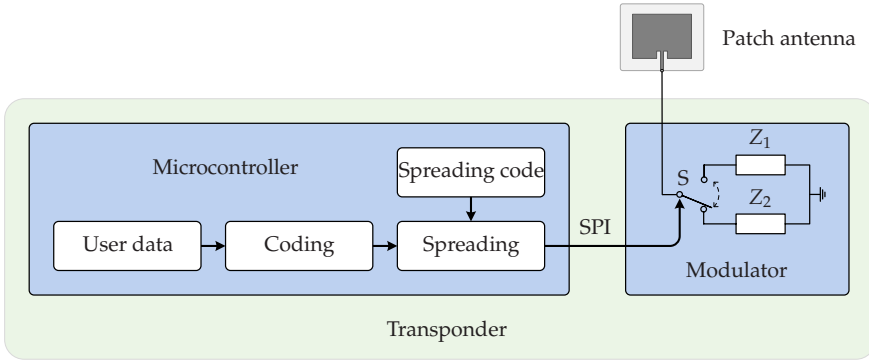 Patch antenna
Microcontroller
Spreading code
Z1
S
Z2
User data
Coding
Spreading
SPI
Modulator
Transponder